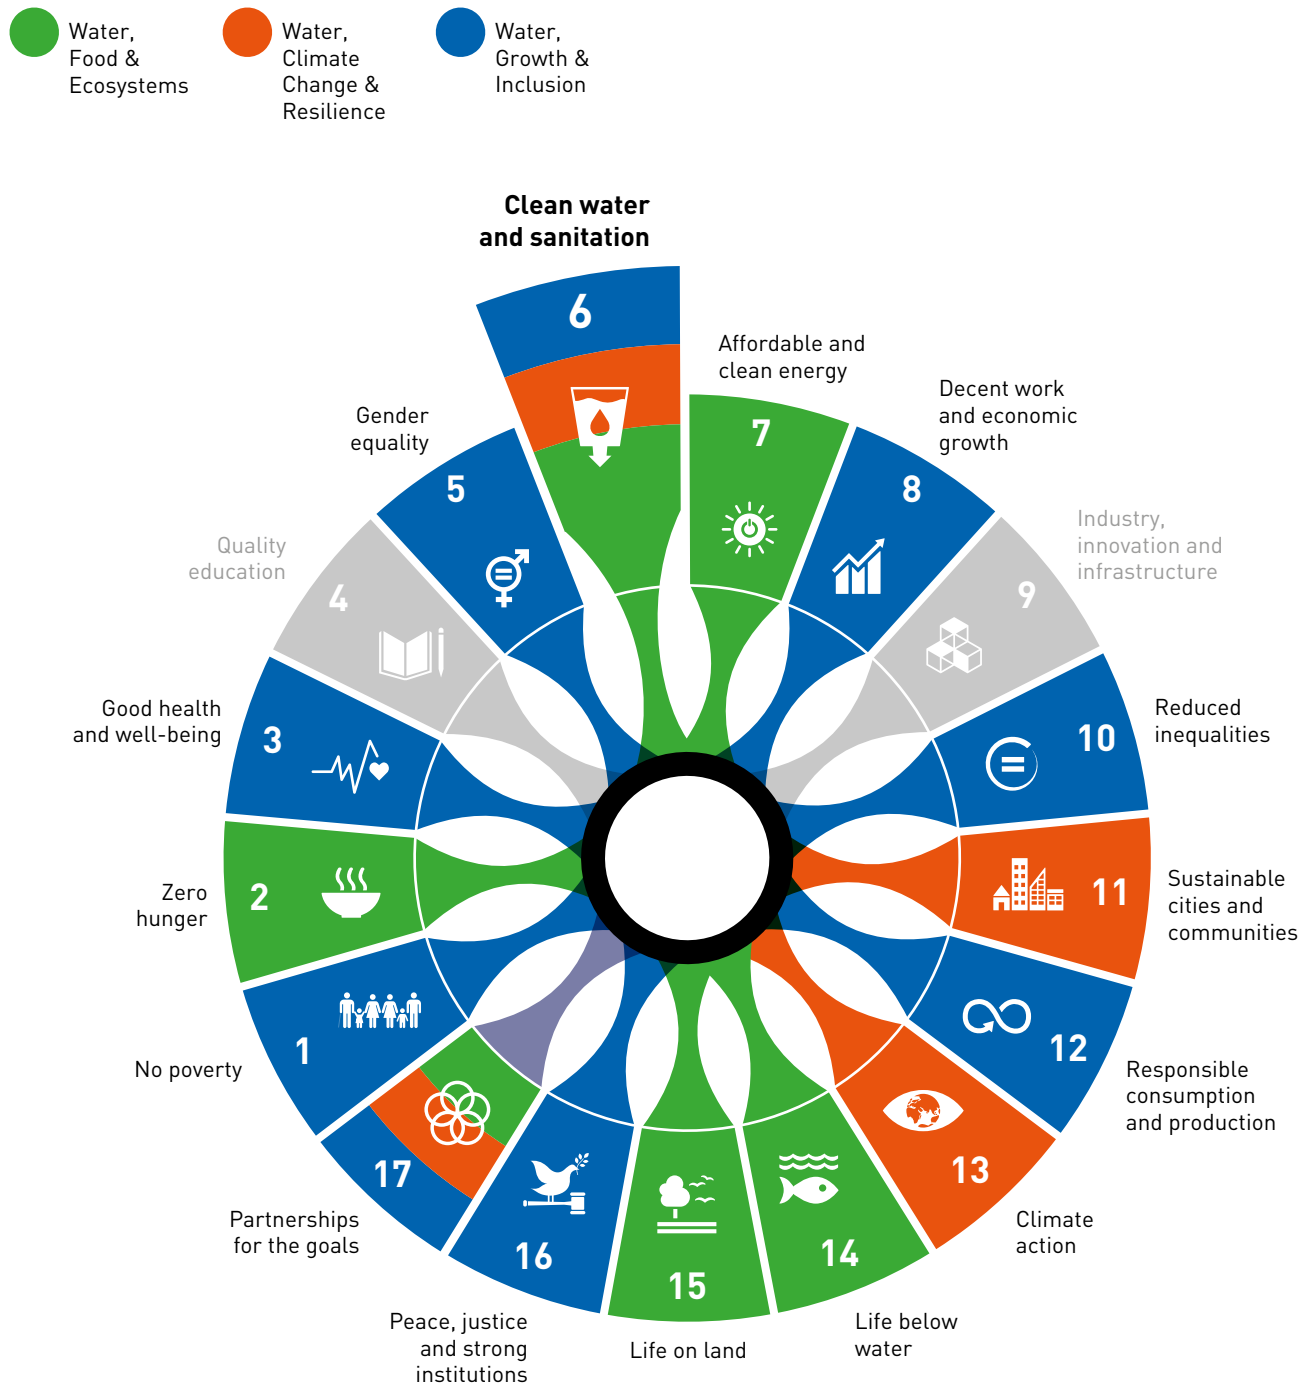 Water,
Food &
Ecosystems
Water,
Climate
Change &
Resilience
Water,
Growth &
Inclusion
Clean water
and sanitation
6
Affordable and
clean energy
7
Decent work
and economic
growth
8
Industry,
innovation and
infrastructure
9
Reduced
inequalities
10
Sustainable
cities and
communities
11
Responsible
consumption
and production
12
Climate
action
13
Life below
water
14
Life on land
15
Peace, justice
and strong
institutions
16
Partnerships
for the goals
17
No poverty
1
Zero
hunger
2
Good health
and well-being
3
Quality
education
4
Gender
equality
5